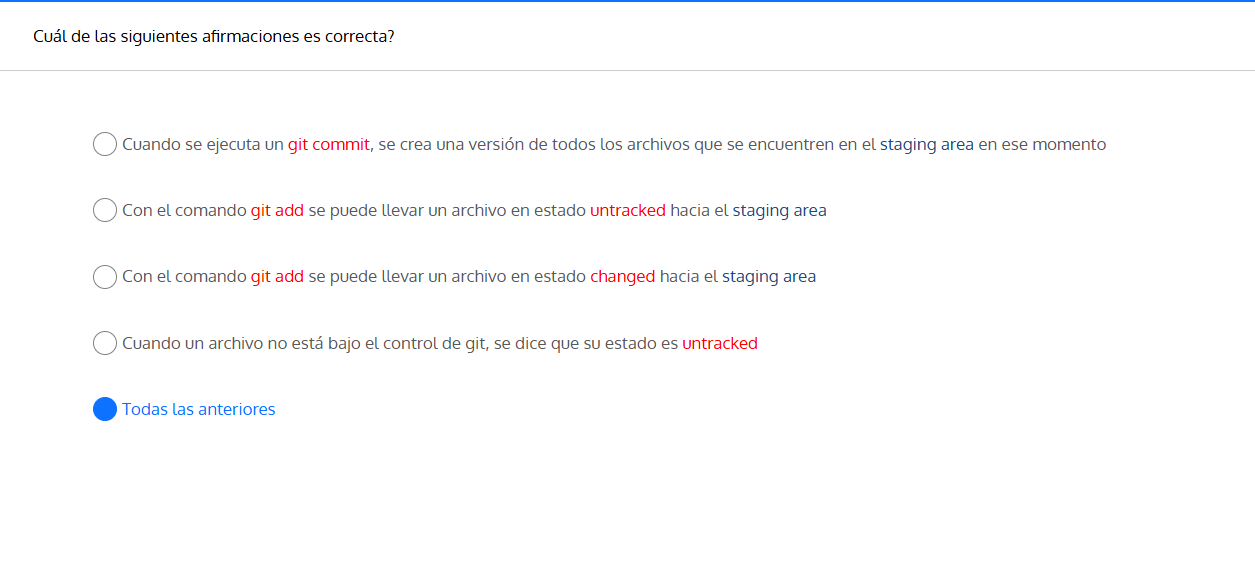 Cuál de las siguientes afirmaciones es correcta?
Cuando se ejecuta un git commit, se crea una versión de todos los archivos que se encuentren en el staging area en ese momento
Con el comando git add se puede llevar un archivo en estado untracked hacia el staging area
Con el comando git add se puede llevar un archivo en estado changed hacia el staging area
Cuando un archivo no está bajo el control de git, se dice que su estado es untracked
Todas las anteriores